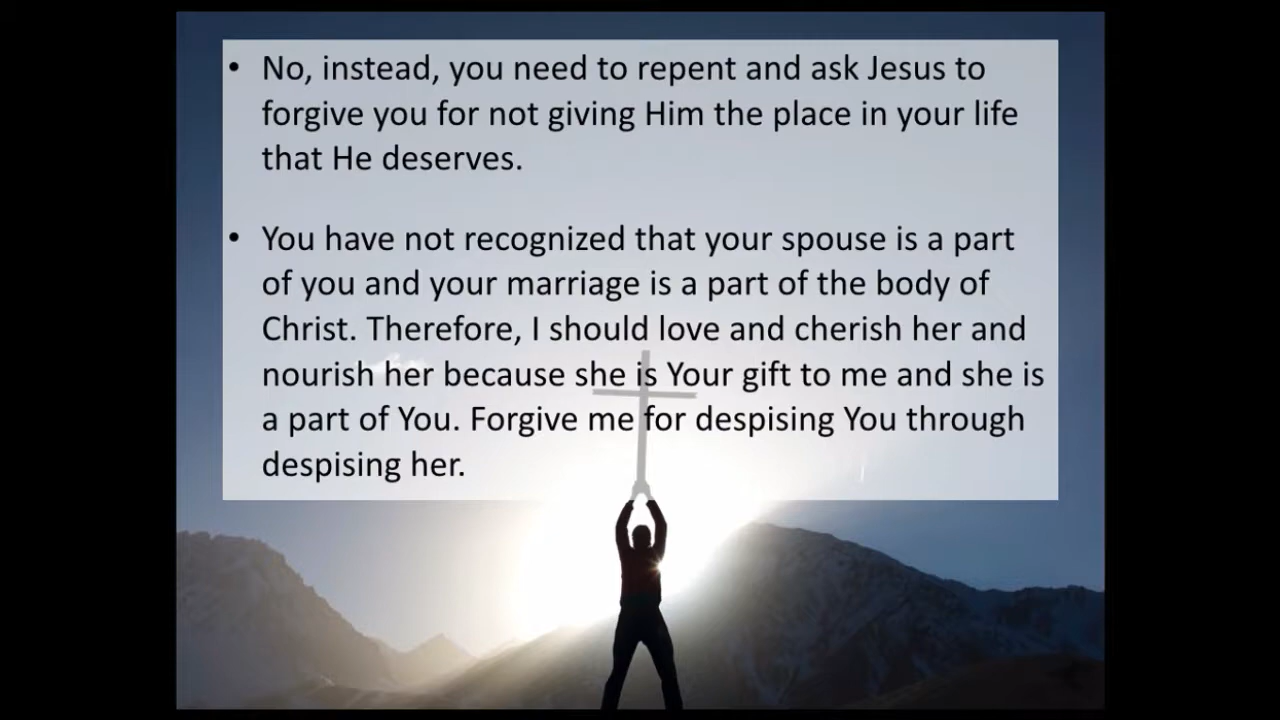 • No, instead, you need to repent and ask Jesus to
forgive you for not giving Him the place in your life
that He deserves.
• You have not recognized that your spouse is a part
of you and your marriage is a part of the body of
Christ. Therefore, I should love and cherish her and
nourish her because she is Your gift to me and she is
a part of You. Forgive me for despising You through
despising her.